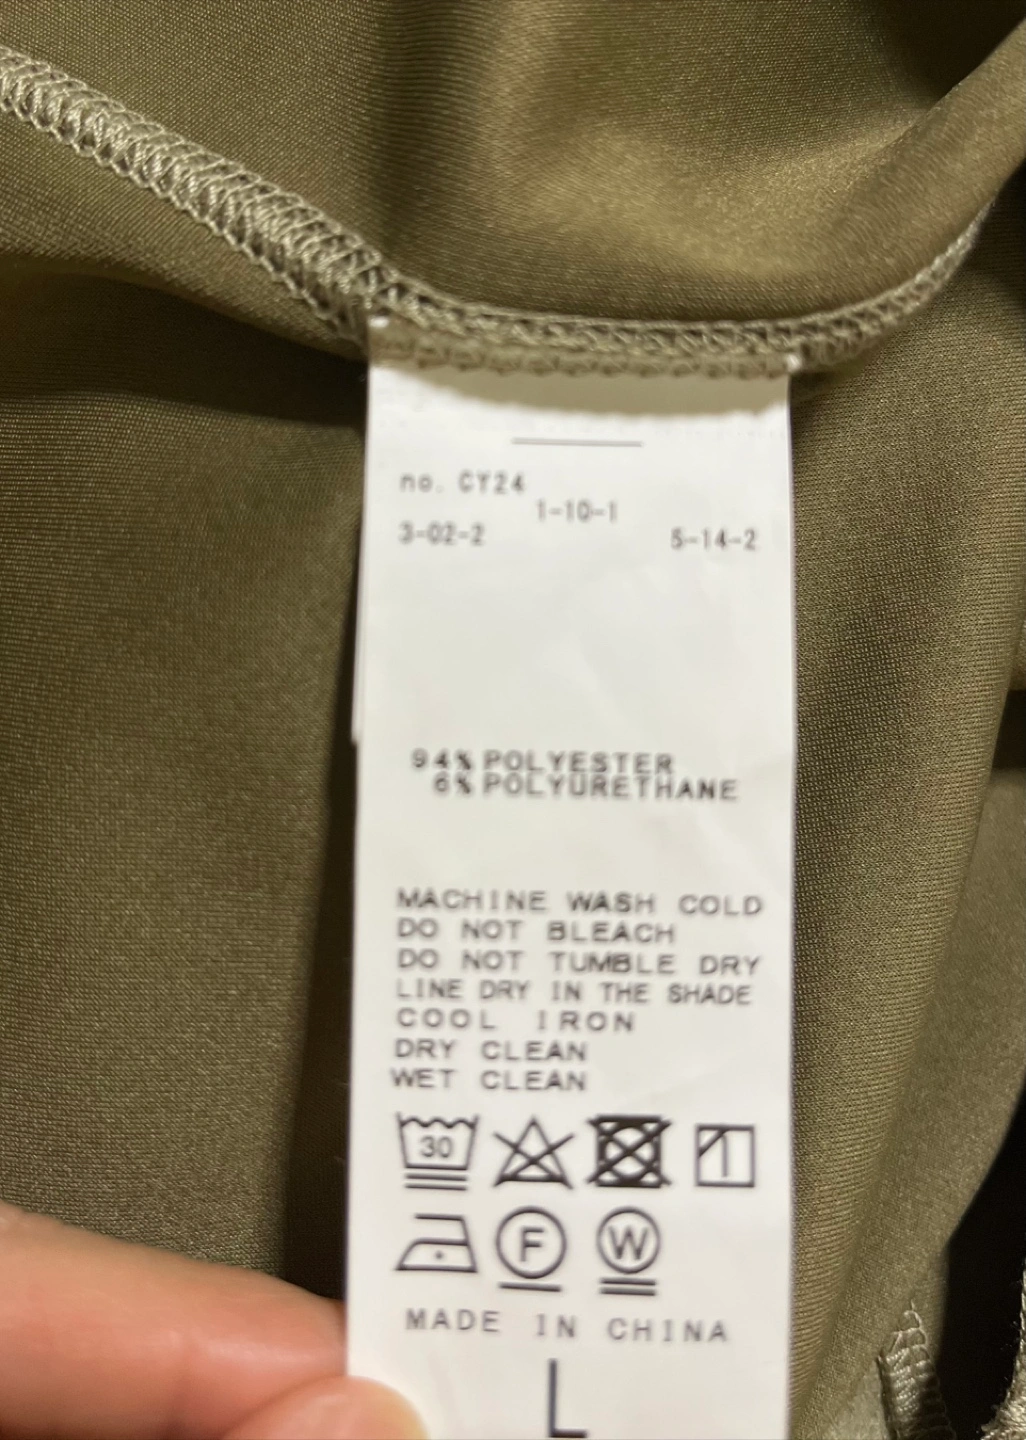 no. CY24
1-10-1
3-02-2 5-14-2
94% POLYESTER
6% POLYURETHANE
MACHINE WASH COLD
DO NOT BLEACH
DO NOT TUMBLE DRY
LINE DRY IN THE SHADE
COOL IRON
DRY CLEAN
WET CLEAN
30
F W
MADE IN CHINA
L